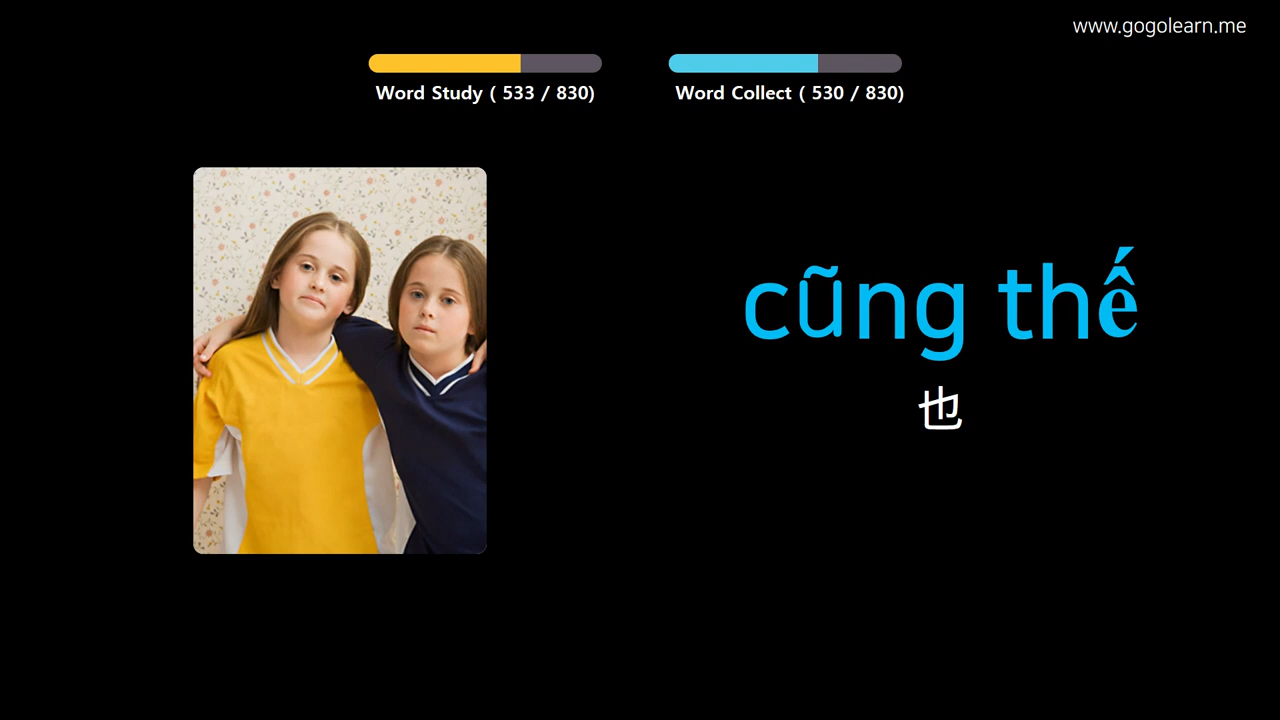 www.gogolearn.me
Word Study ( 533 / 830)
Word Collect ( 530 / 830)
cũng thế
也